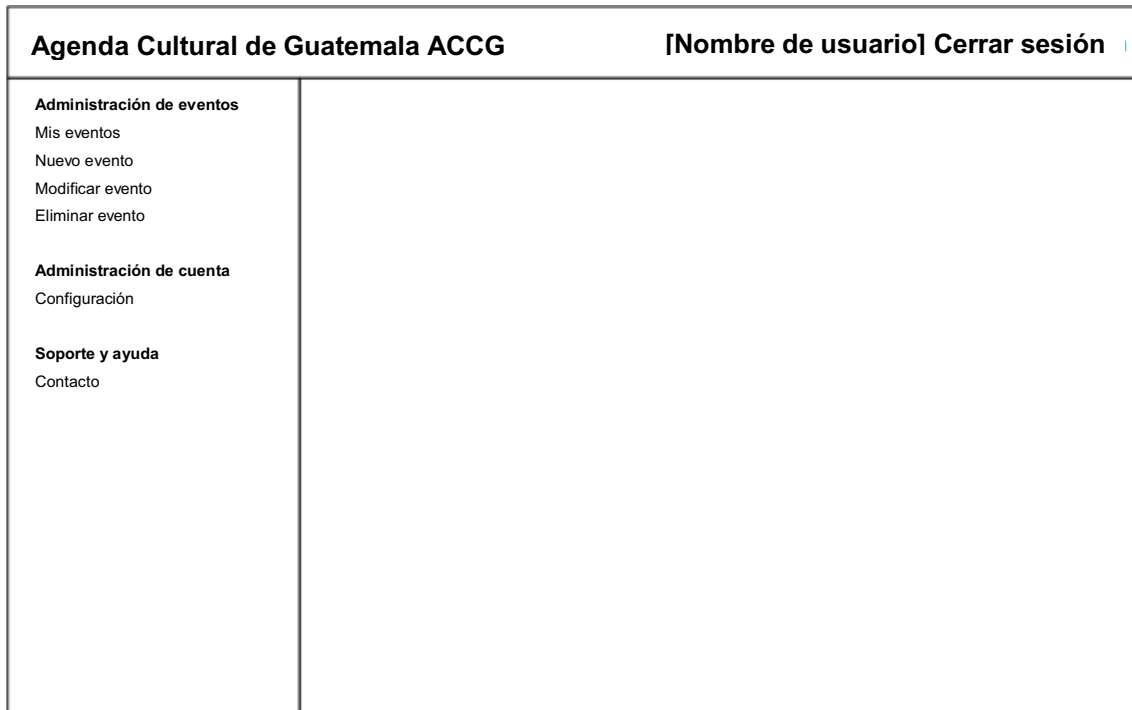 Agenda Cultural de Guatemala ACCG
[Nombre de usuario] Cerrar sesión
Administración de eventos
Mis eventos
Nuevo evento
Modificar evento
Eliminar evento
Administración de cuenta
Configuración
Soporte y ayuda
Contacto